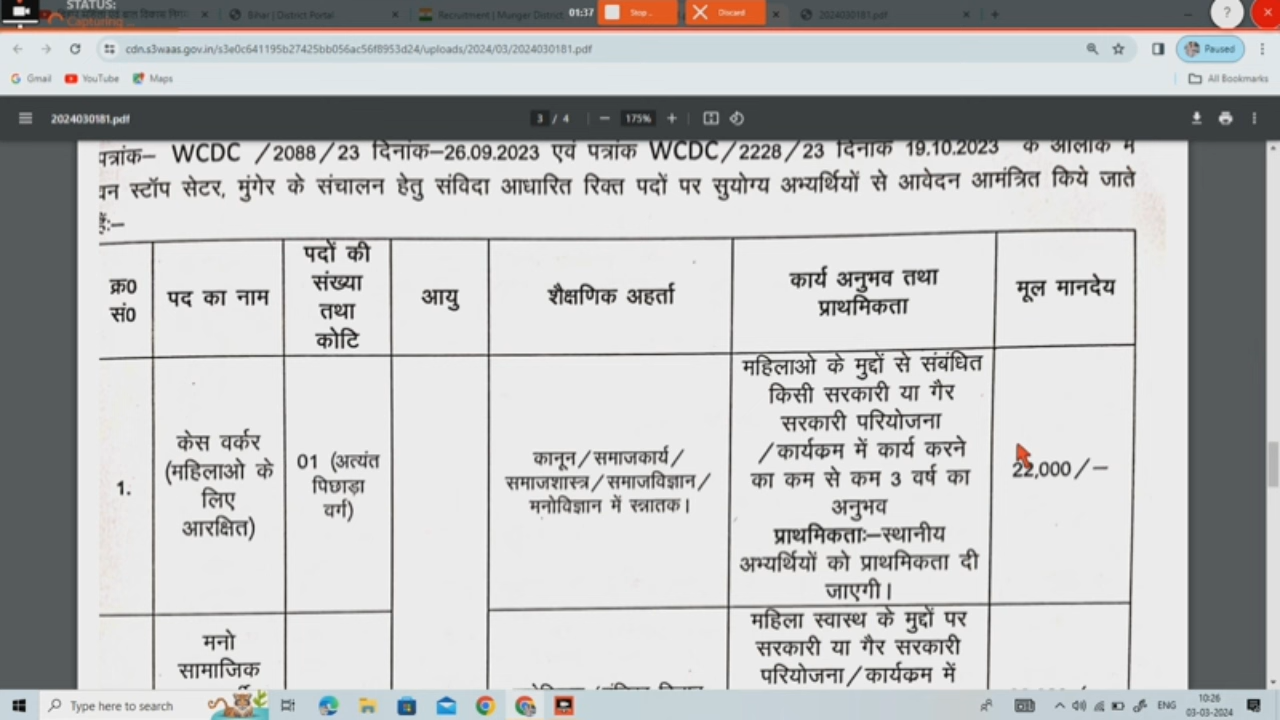 STATUS:
Capturing ...
01:37 Stop... Discard
Bihar | District Portal
Recruitment | Munger District
2024030181.pdf
cdn.s3waas.gov.in/s3e0c641195b27425bb056ac56f8953d24/uploads/2024/03/2024030181.pdf
Paused
Gmail YouTube Maps All Bookmarks
2024030181.pdf 3 / 4 175%
पत्रांक– WCDC /2088/23 दिनांक–26.09.2023 एवं पत्रांक WCDC/2228/23 दिनांक 19.10.2023 के आलोक में
वन स्टॉप सेटर, मुंगेर के संचालन हेतु संविदा आधारित रिक्त पदों पर सुयोग्य अभ्यर्थियों से आवेदन आमंत्रित किये जाते
हैं:–
क्र0
सं0
पद का नाम
पदों की
संख्या
तथा
कोटि
आयु
शैक्षणिक अहर्ता
कार्य अनुभव तथा
प्राथमिकता
मूल मानदेय
1.
केस वर्कर
(महिलाओ के
लिए
आरक्षित)
01 (अत्यंत
पिछाड़ा
वर्ग)
कानून/समाजकार्य/
समाजशास्त्र/समाजविज्ञान/
मनोविज्ञान में स्नातक।
महिलाओ के मुद्दों से संबंधित
किसी सरकारी या गैर
सरकारी परियोजना
/कार्यक्रम में कार्य करने
का कम से कम 3 वर्ष का
अनुभव
प्राथमिकताः–स्थानीय
अभ्यर्थियों को प्राथमिकता दी
जाएगी।
22,000/–
मनो
सामाजिक
महिला स्वास्थ के मुद्दों पर
सरकारी या गैर सरकारी
परियोजना/कार्यक्रम में
Type here to search
ENG
10:26
03-03-2024